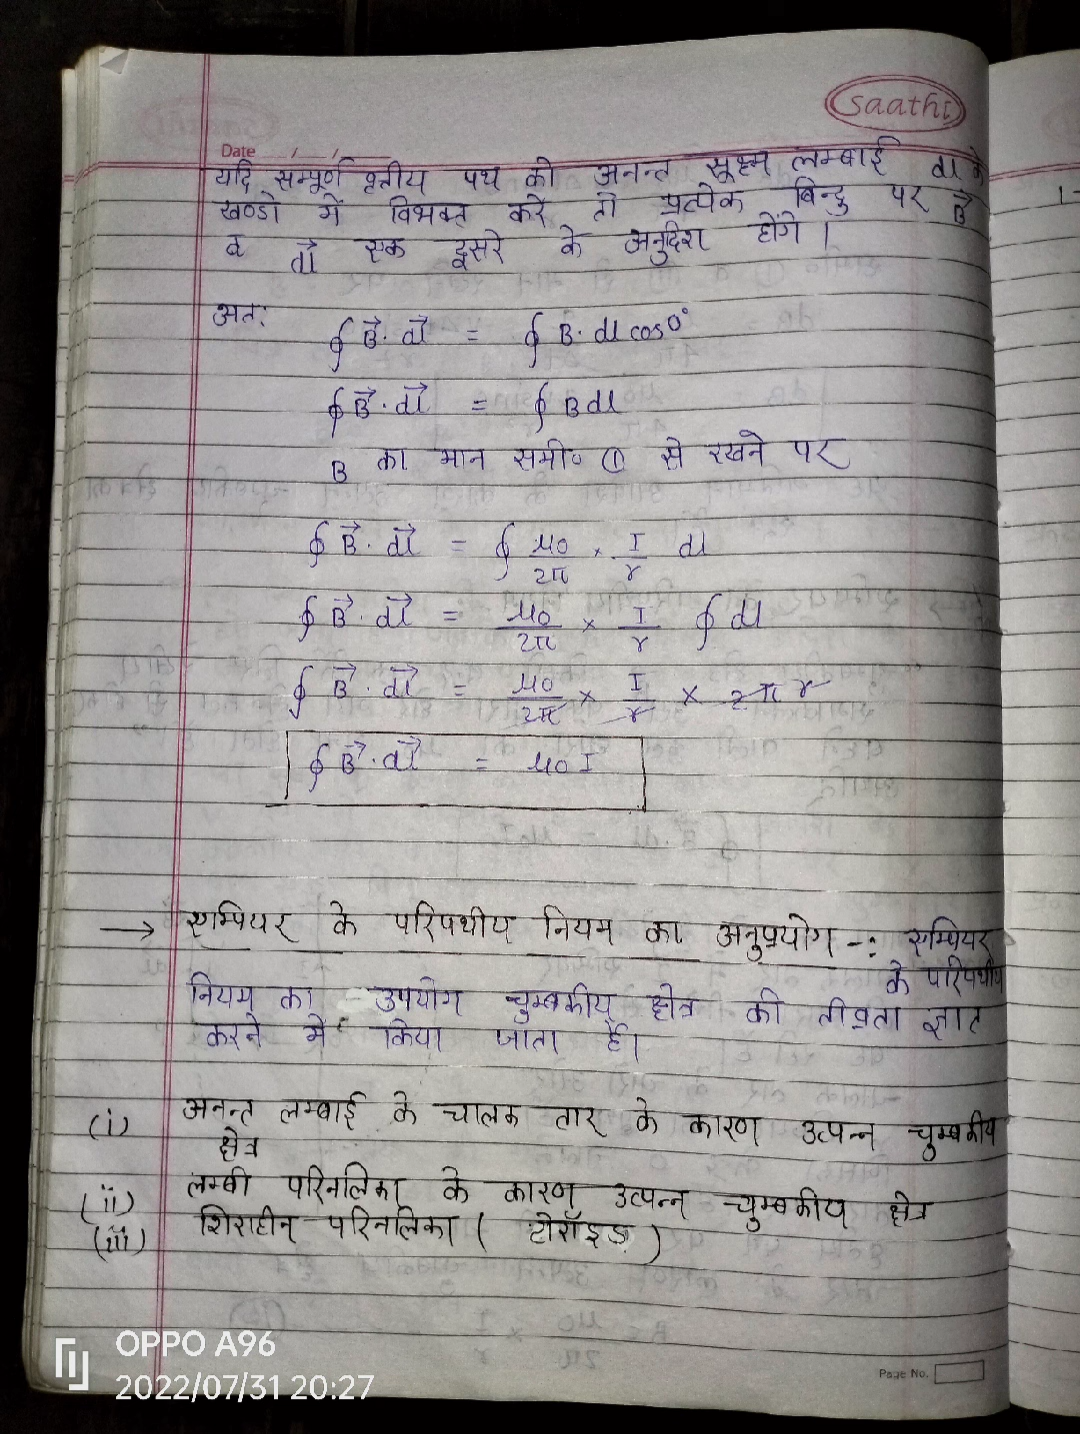 Saathi
Date / /
यदि सम्पूर्ण वृतीय पथ को अनन्त सूक्ष्म लम्बाई dl के
खण्डो में विभक्त करे तो प्रत्येक बिन्दु पर B⃗
व dl⃗ एक दूसरे के अनुदिश होंगे ।
अत:
∮ B⃗ . dl⃗ = ∮ B. dl cos0°
∮ B⃗ . dl⃗ = ∮ B dl
B का मान समी० ① से रखने पर
∮ B⃗ . dl⃗ = ∮ μ0/2π × I/r dl
∮ B⃗ . dl⃗ = μ0/2π × I/r ∮ dl
∮ B⃗ . dl⃗ = μ0/2π × I/r × 2π r
∮ B⃗ . dl⃗ = μ0 I
→ एम्पियर के परिपथीय नियम का अनुप्रयोग -: एम्पियर
के परिपथीय
नियम का उपयोग चुम्बकीय क्षेत्र की तीव्रता ज्ञात
करने में किया जाता है।
(i) अनन्त लम्बाई के चालक तार के कारण उत्पन्न चुम्बकीय
क्षेत्र
(ii) लम्बी परिनलिका के कारण उत्पन्न चुम्बकीय क्षेत्र
(iii) शिराहीन परिनलिका ( टोरॉइड )
Page No.
OPPO A96
2022/07/31 20:27